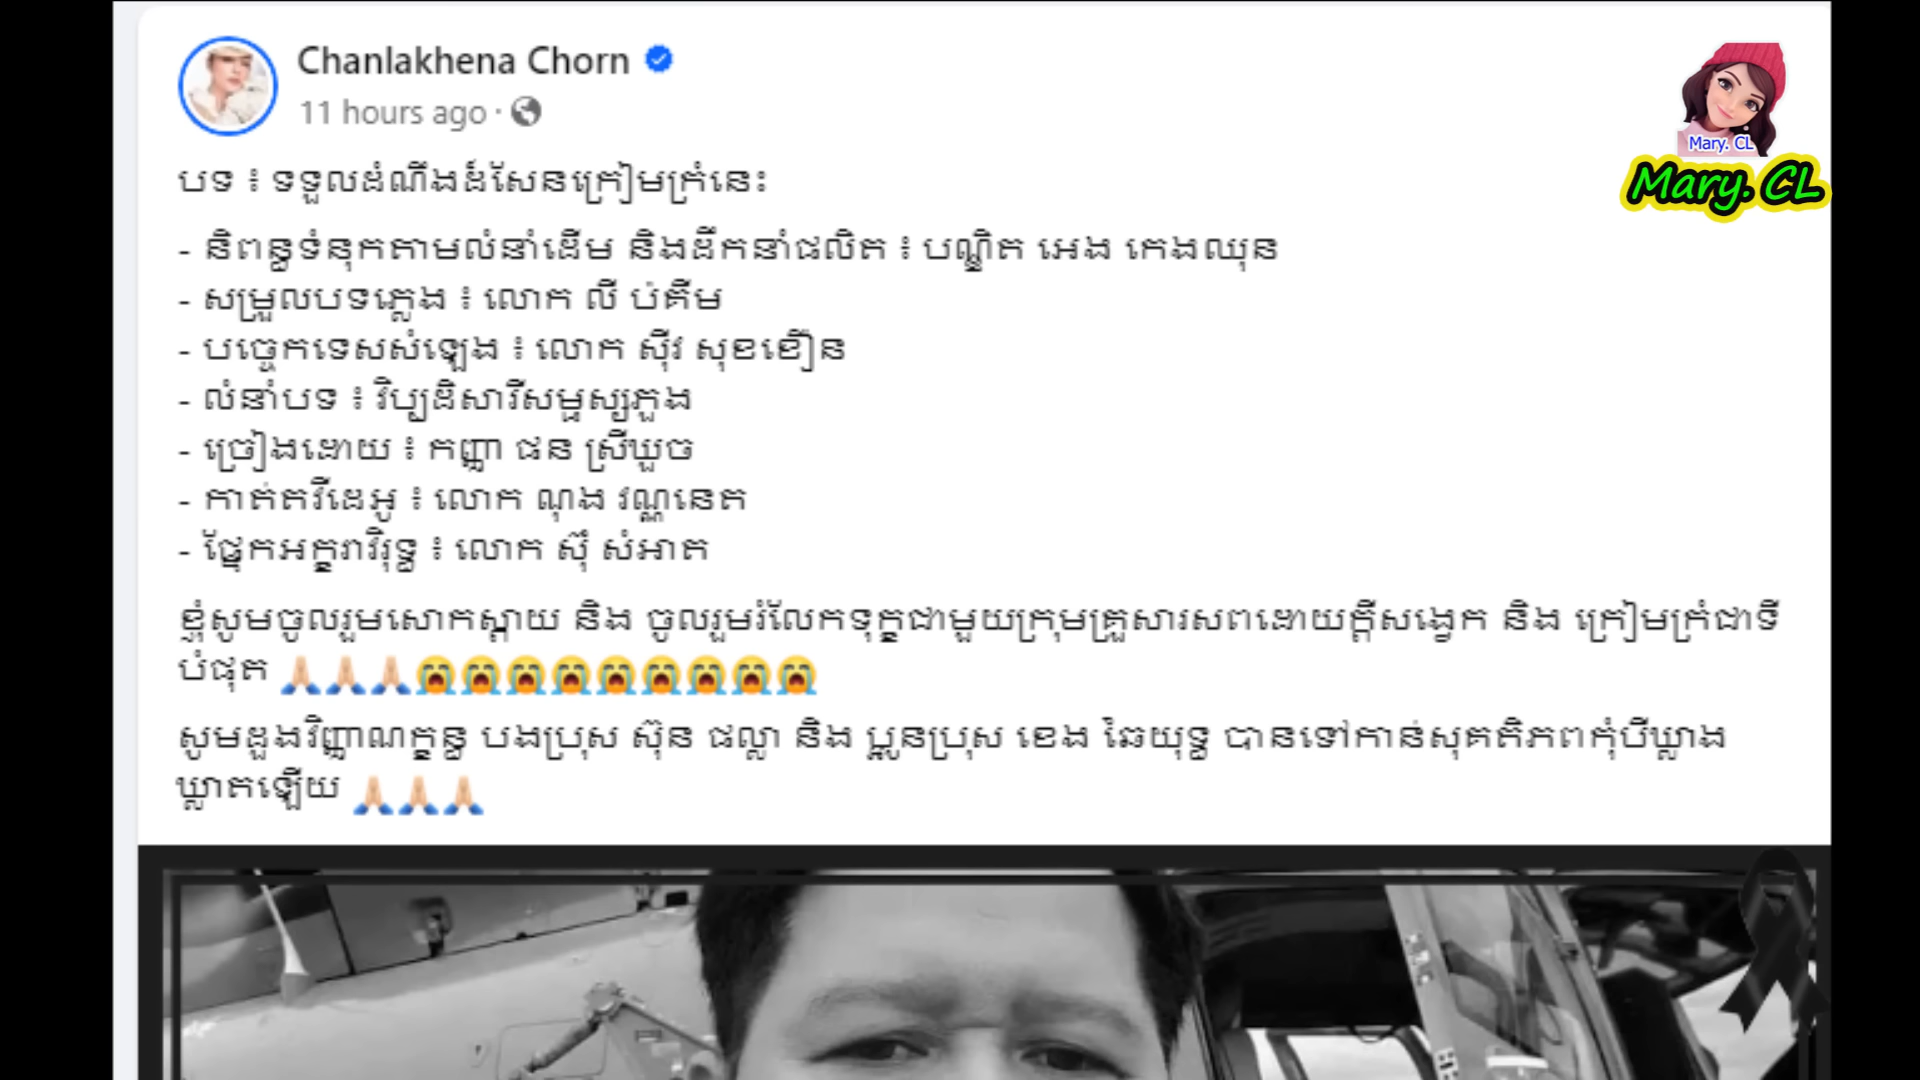 Chanlakhena Chorn
11 hours ago ·
Mary. CL
Mary. CL
បទ ៖ ទទួលដំណឹងដ៏សែនក្រៀមក្រំនេះ
- និពន្ធទំនុកតាមលំនាំដើម និងដឹកនាំផលិត ៖ បណ្ឌិត អេង កេងឈុន
- សម្រួលបទភ្លេង ៖ លោក លី ប៉គីម
- បច្ចេកទេសសំឡេង ៖ លោក ស៊ីវ សុខខឿន
- លំនាំបទ ៖ វិប្បដិសារីសម្ផស្សភួង
- ច្រៀងដោយ ៖ កញ្ញា ផន ស្រីឃួច
- កាត់តវីដេអូ ៖ លោក ណុង វណ្ណនេត
- ផ្នែកអក្ខរាវិរុទ្ធ ៖ លោក ស៊ុំ សំអាត
ខ្ញុំសូមចូលរួមសោកស្ដាយ និង ចូលរួមរំលែកទុក្ខជាមួយក្រុមគ្រួសារសពដោយក្ដីសង្វេក និង ក្រៀមក្រំជាទី
បំផុត 🙏🏻🙏🏻🙏🏻😭😭😭😭😭😭😭😭😭
សូមដួងវិញ្ញាណក្ខន្ធ បងប្រុស ស៊ុន ផល្លា និង ប្អូនប្រុស ខេង ឆៃយុទ្ធ បានទៅកាន់សុគតិភពកុំបីឃ្លាង
ឃ្លាតឡើយ 🙏🏻🙏🏻🙏🏻